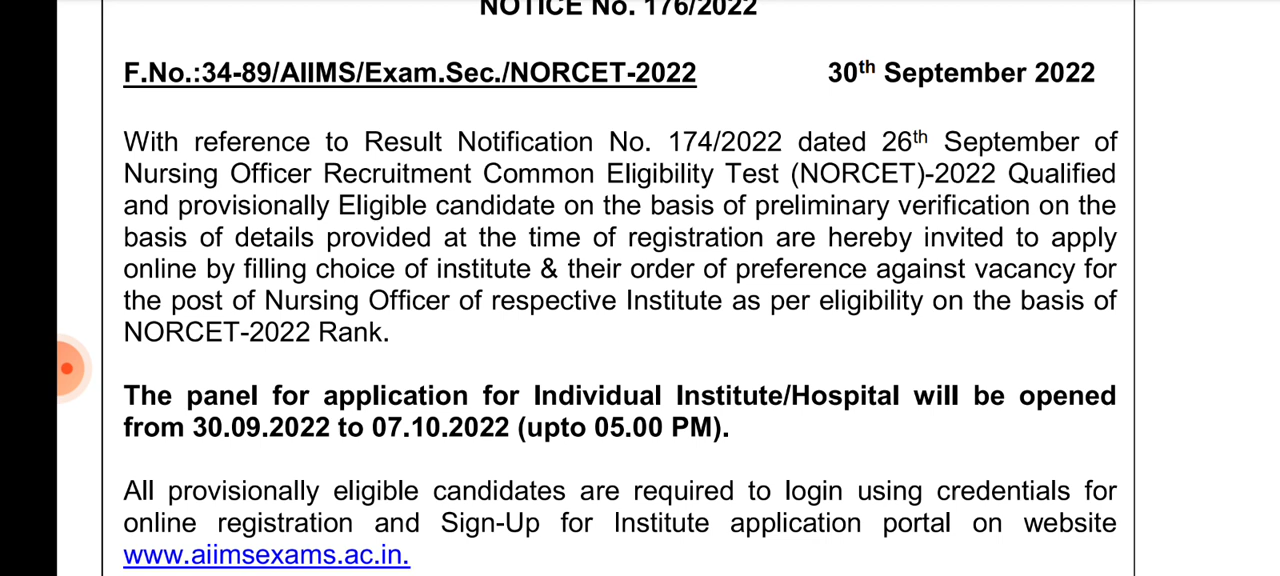 NOTICE No. 176/2022
F.No.:34-89/AIIMS/Exam.Sec./NORCET-2022 30th September 2022
With reference to Result Notification No. 174/2022 dated 26th September of
Nursing Officer Recruitment Common Eligibility Test (NORCET)-2022 Qualified
and provisionally Eligible candidate on the basis of preliminary verification on the
basis of details provided at the time of registration are hereby invited to apply
online by filling choice of institute & their order of preference against vacancy for
the post of Nursing Officer of respective Institute as per eligibility on the basis of
NORCET-2022 Rank.
The panel for application for Individual Institute/Hospital will be opened
from 30.09.2022 to 07.10.2022 (upto 05.00 PM).
All provisionally eligible candidates are required to login using credentials for
online registration and Sign-Up for Institute application portal on website
www.aiimsexams.ac.in.